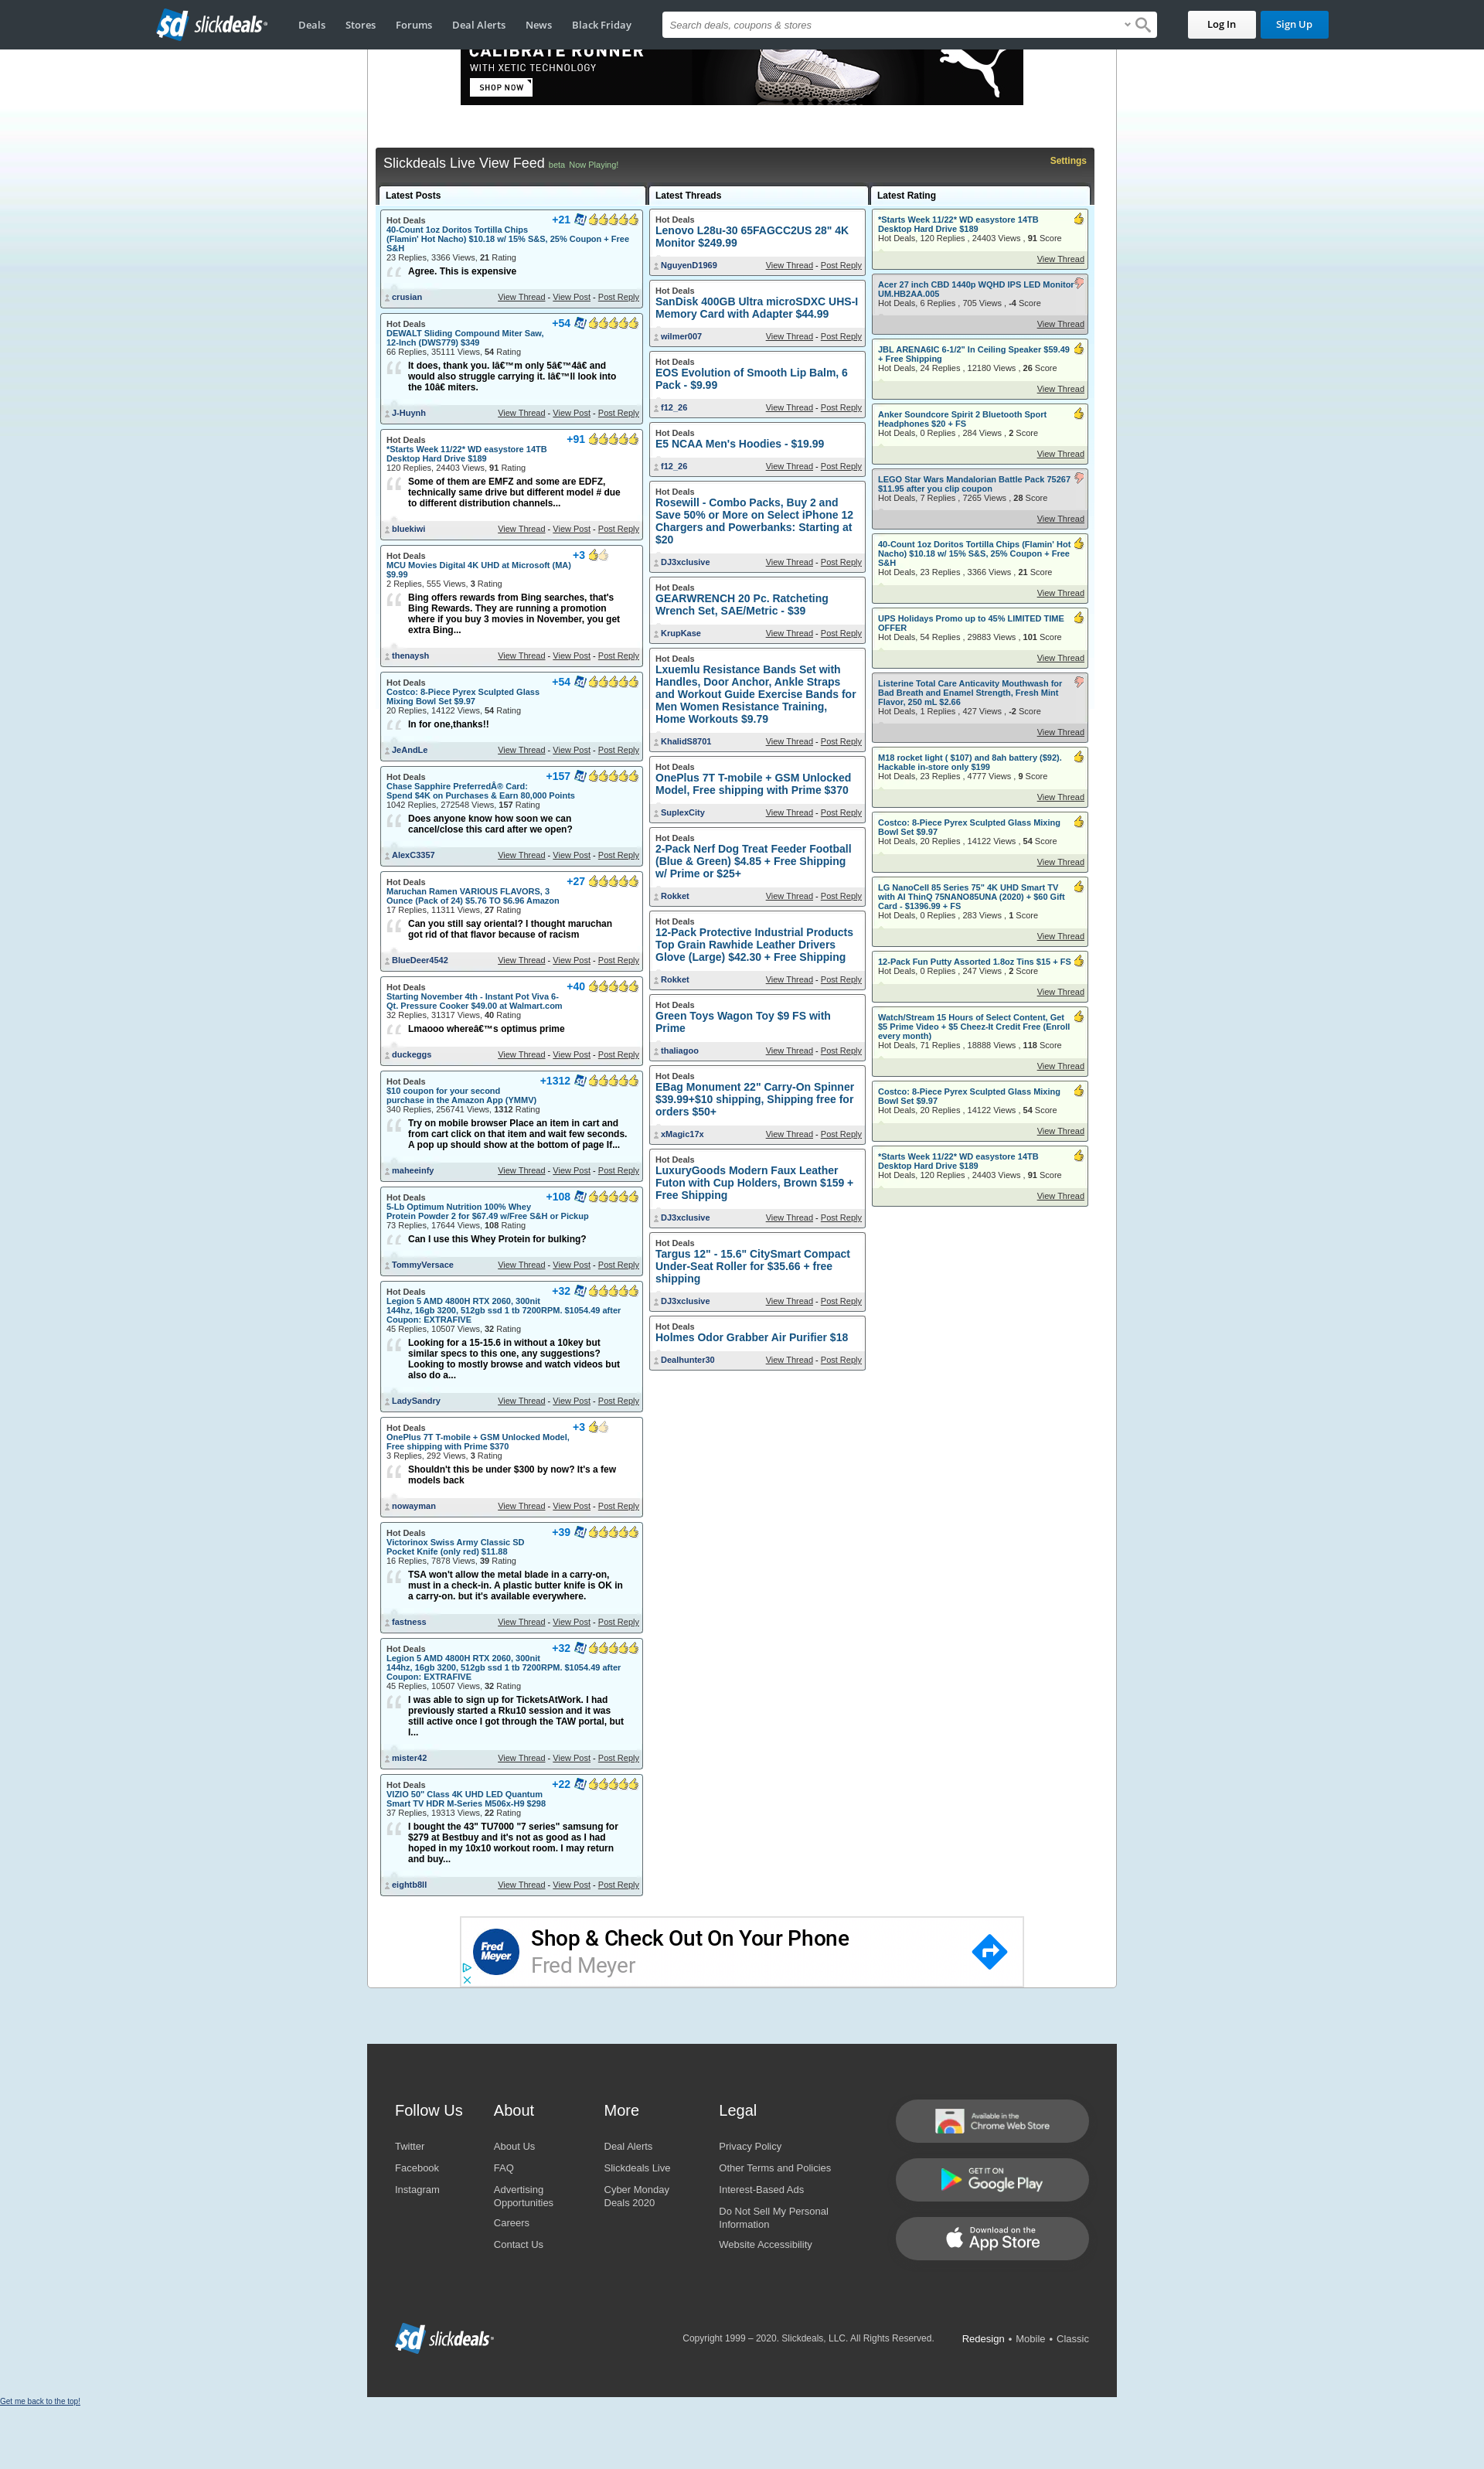 slickdeals
Deals
Stores
Forums
Deal Alerts
News
Black Friday
Search deals, coupons & stores
Log In
Sign Up
CALIBRATE RUNNER
WITH XETIC TECHNOLOGY
SHOP NOW
Slickdeals Live View Feed beta Now Playing!
Settings
Latest Posts
Hot Deals
+21
40-Count 1oz Doritos Tortilla Chips
(Flamin' Hot Nacho) $10.18 w/ 15% S&S, 25% Coupon + Free
S&H
23 Replies, 3366 Views, 21 Rating
Agree. This is expensive
crusian
View Thread - View Post - Post Reply
Hot Deals
+54
DEWALT Sliding Compound Miter Saw,
12-Inch (DWS779) $349
66 Replies, 35111 Views, 54 Rating
It does, thank you. Iâ€™m only 5â€™4â€ and
would also struggle carrying it. Iâ€™ll look into
the 10â€ miters.
J-Huynh
View Thread - View Post - Post Reply
Hot Deals
+91
*Starts Week 11/22* WD easystore 14TB
Desktop Hard Drive $189
120 Replies, 24403 Views, 91 Rating
Some of them are EMFZ and some are EDFZ,
technically same drive but different model # due
to different distribution channels...
bluekiwi
View Thread - View Post - Post Reply
Hot Deals
+3
MCU Movies Digital 4K UHD at Microsoft (MA)
$9.99
2 Replies, 555 Views, 3 Rating
Bing offers rewards from Bing searches, that's
Bing Rewards. They are running a promotion
where if you buy 3 movies in November, you get
extra Bing...
thenaysh
View Thread - View Post - Post Reply
Hot Deals
+54
Costco: 8-Piece Pyrex Sculpted Glass
Mixing Bowl Set $9.97
20 Replies, 14122 Views, 54 Rating
In for one,thanks!!
JeAndLe
View Thread - View Post - Post Reply
Hot Deals
+157
Chase Sapphire PreferredÂ® Card:
Spend $4K on Purchases & Earn 80,000 Points
1042 Replies, 272548 Views, 157 Rating
Does anyone know how soon we can
cancel/close this card after we open?
AlexC3357
View Thread - View Post - Post Reply
Hot Deals
+27
Maruchan Ramen VARIOUS FLAVORS, 3
Ounce (Pack of 24) $5.76 TO $6.96 Amazon
17 Replies, 11311 Views, 27 Rating
Can you still say oriental? I thought maruchan
got rid of that flavor because of racism
BlueDeer4542
View Thread - View Post - Post Reply
Hot Deals
+40
Starting November 4th - Instant Pot Viva 6-
Qt. Pressure Cooker $49.00 at Walmart.com
32 Replies, 31317 Views, 40 Rating
Lmaooo whereâ€™s optimus prime
duckeggs
View Thread - View Post - Post Reply
Hot Deals
+1312
$10 coupon for your second
purchase in the Amazon App (YMMV)
340 Replies, 256741 Views, 1312 Rating
Try on mobile browser Place an item in cart and
from cart click on that item and wait few seconds.
A pop up should show at the bottom of page If...
maheeinfy
View Thread - View Post - Post Reply
Hot Deals
+108
5-Lb Optimum Nutrition 100% Whey
Protein Powder 2 for $67.49 w/Free S&H or Pickup
73 Replies, 17644 Views, 108 Rating
Can I use this Whey Protein for bulking?
TommyVersace
View Thread - View Post - Post Reply
Hot Deals
+32
Legion 5 AMD 4800H RTX 2060, 300nit
144hz, 16gb 3200, 512gb ssd 1 tb 7200RPM. $1054.49 after
Coupon: EXTRAFIVE
45 Replies, 10507 Views, 32 Rating
Looking for a 15-15.6 in without a 10key but
similar specs to this one, any suggestions?
Looking to mostly browse and watch videos but
also do a...
LadySandry
View Thread - View Post - Post Reply
Hot Deals
+3
OnePlus 7T T-mobile + GSM Unlocked Model,
Free shipping with Prime $370
3 Replies, 292 Views, 3 Rating
Shouldn't this be under $300 by now? It's a few
models back
nowayman
View Thread - View Post - Post Reply
Hot Deals
+39
Victorinox Swiss Army Classic SD
Pocket Knife (only red) $11.88
16 Replies, 7878 Views, 39 Rating
TSA won't allow the metal blade in a carry-on,
must in a check-in. A plastic butter knife is OK in
a carry-on. but it's available everywhere.
fastness
View Thread - View Post - Post Reply
Hot Deals
+32
Legion 5 AMD 4800H RTX 2060, 300nit
144hz, 16gb 3200, 512gb ssd 1 tb 7200RPM. $1054.49 after
Coupon: EXTRAFIVE
45 Replies, 10507 Views, 32 Rating
I was able to sign up for TicketsAtWork. I had
previously started a Rku10 session and it was
still active once I got through the TAW portal, but
I...
mister42
View Thread - View Post - Post Reply
Hot Deals
+22
VIZIO 50" Class 4K UHD LED Quantum
Smart TV HDR M-Series M506x-H9 $298
37 Replies, 19313 Views, 22 Rating
I bought the 43" TU7000 "7 series" samsung for
$279 at Bestbuy and it's not as good as I had
hoped in my 10x10 workout room. I may return
and buy...
eightb8ll
View Thread - View Post - Post Reply
Latest Threads
Hot Deals
Lenovo L28u-30 65FAGCC2US 28" 4K
Monitor $249.99
NguyenD1969
View Thread - Post Reply
Hot Deals
SanDisk 400GB Ultra microSDXC UHS-I
Memory Card with Adapter $44.99
wilmer007
View Thread - Post Reply
Hot Deals
EOS Evolution of Smooth Lip Balm, 6
Pack - $9.99
f12_26
View Thread - Post Reply
Hot Deals
E5 NCAA Men's Hoodies - $19.99
f12_26
View Thread - Post Reply
Hot Deals
Rosewill - Combo Packs, Buy 2 and
Save 50% or More on Select iPhone 12
Chargers and Powerbanks: Starting at
$20
DJ3xclusive
View Thread - Post Reply
Hot Deals
GEARWRENCH 20 Pc. Ratcheting
Wrench Set, SAE/Metric - $39
KrupKase
View Thread - Post Reply
Hot Deals
Lxuemlu Resistance Bands Set with
Handles, Door Anchor, Ankle Straps
and Workout Guide Exercise Bands for
Men Women Resistance Training,
Home Workouts $9.79
KhalidS8701
View Thread - Post Reply
Hot Deals
OnePlus 7T T-mobile + GSM Unlocked
Model, Free shipping with Prime $370
SuplexCity
View Thread - Post Reply
Hot Deals
2-Pack Nerf Dog Treat Feeder Football
(Blue & Green) $4.85 + Free Shipping
w/ Prime or $25+
Rokket
View Thread - Post Reply
Hot Deals
12-Pack Protective Industrial Products
Top Grain Rawhide Leather Drivers
Glove (Large) $42.30 + Free Shipping
Rokket
View Thread - Post Reply
Hot Deals
Green Toys Wagon Toy $9 FS with
Prime
thaliagoo
View Thread - Post Reply
Hot Deals
EBag Monument 22" Carry-On Spinner
$39.99+$10 shipping, Shipping free for
orders $50+
xMagic17x
View Thread - Post Reply
Hot Deals
LuxuryGoods Modern Faux Leather
Futon with Cup Holders, Brown $159 +
Free Shipping
DJ3xclusive
View Thread - Post Reply
Hot Deals
Targus 12" - 15.6" CitySmart Compact
Under-Seat Roller for $35.66 + free
shipping
DJ3xclusive
View Thread - Post Reply
Hot Deals
Holmes Odor Grabber Air Purifier $18
Dealhunter30
View Thread - Post Reply
Latest Rating
*Starts Week 11/22* WD easystore 14TB
Desktop Hard Drive $189
Hot Deals, 120 Replies , 24403 Views , 91 Score
View Thread
Acer 27 inch CBD 1440p WQHD IPS LED Monitor
UM.HB2AA.005
Hot Deals, 6 Replies , 705 Views , -4 Score
View Thread
JBL ARENA6IC 6-1/2" In Ceiling Speaker $59.49
+ Free Shipping
Hot Deals, 24 Replies , 12180 Views , 26 Score
View Thread
Anker Soundcore Spirit 2 Bluetooth Sport
Headphones $20 + FS
Hot Deals, 0 Replies , 284 Views , 2 Score
View Thread
LEGO Star Wars Mandalorian Battle Pack 75267
$11.95 after you clip coupon
Hot Deals, 7 Replies , 7265 Views , 28 Score
View Thread
40-Count 1oz Doritos Tortilla Chips (Flamin' Hot
Nacho) $10.18 w/ 15% S&S, 25% Coupon + Free
S&H
Hot Deals, 23 Replies , 3366 Views , 21 Score
View Thread
UPS Holidays Promo up to 45% LIMITED TIME
OFFER
Hot Deals, 54 Replies , 29883 Views , 101 Score
View Thread
Listerine Total Care Anticavity Mouthwash for
Bad Breath and Enamel Strength, Fresh Mint
Flavor, 250 mL $2.66
Hot Deals, 1 Replies , 427 Views , -2 Score
View Thread
M18 rocket light ( $107) and 8ah battery ($92).
Hackable in-store only $199
Hot Deals, 23 Replies , 4777 Views , 9 Score
View Thread
Costco: 8-Piece Pyrex Sculpted Glass Mixing
Bowl Set $9.97
Hot Deals, 20 Replies , 14122 Views , 54 Score
View Thread
LG NanoCell 85 Series 75" 4K UHD Smart TV
with AI ThinQ 75NANO85UNA (2020) + $60 Gift
Card - $1396.99 + FS
Hot Deals, 0 Replies , 283 Views , 1 Score
View Thread
12-Pack Fun Putty Assorted 1.8oz Tins $15 + FS
Hot Deals, 0 Replies , 247 Views , 2 Score
View Thread
Watch/Stream 15 Hours of Select Content, Get
$5 Prime Video + $5 Cheez-It Credit Free (Enroll
every month)
Hot Deals, 71 Replies , 18888 Views , 118 Score
View Thread
Costco: 8-Piece Pyrex Sculpted Glass Mixing
Bowl Set $9.97
Hot Deals, 20 Replies , 14122 Views , 54 Score
View Thread
*Starts Week 11/22* WD easystore 14TB
Desktop Hard Drive $189
Hot Deals, 120 Replies , 24403 Views , 91 Score
View Thread
Fred
Meyer
Shop & Check Out On Your Phone
Fred Meyer
Follow Us
Twitter
Facebook
Instagram
About
About Us
FAQ
Advertising
Opportunities
Careers
Contact Us
More
Deal Alerts
Slickdeals Live
Cyber Monday
Deals 2020
Legal
Privacy Policy
Other Terms and Policies
Interest-Based Ads
Do Not Sell My Personal
Information
Website Accessibility
Available in the
Chrome Web Store
GET IT ON
Google Play
Download on the
App Store
slickdeals
Copyright 1999 – 2020. Slickdeals, LLC. All Rights Reserved.
Redesign • Mobile • Classic
Get me back to the top!